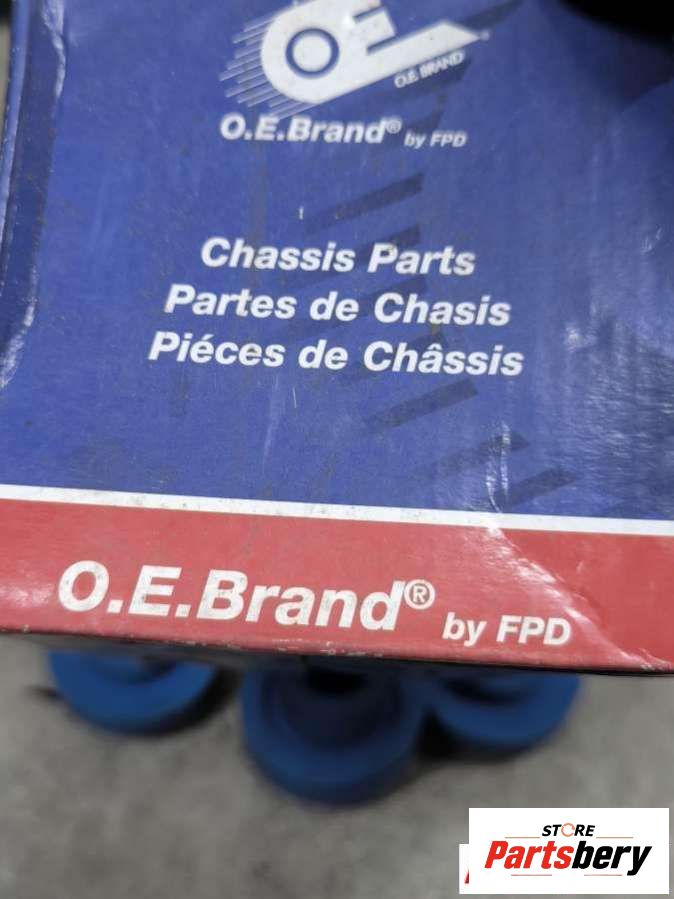 OE®
O.E. BRAND
O.E.Brand® by FPD
Chassis Parts
Partes de Chasis
Piéces de Châssis
O.E.Brand® by FPD
STORE
Partsbery